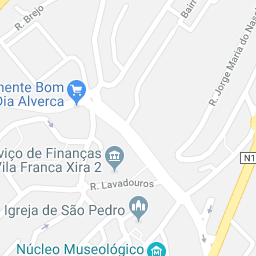 R. Brejo
Bairr
R. Jorge Maria do Nas
mente Bom
Dia Alverca
viço de Finanças
Vila Franca Xira 2
N1
R. Lavadouros
Igreja de São Pedro
Núcleo Museológico